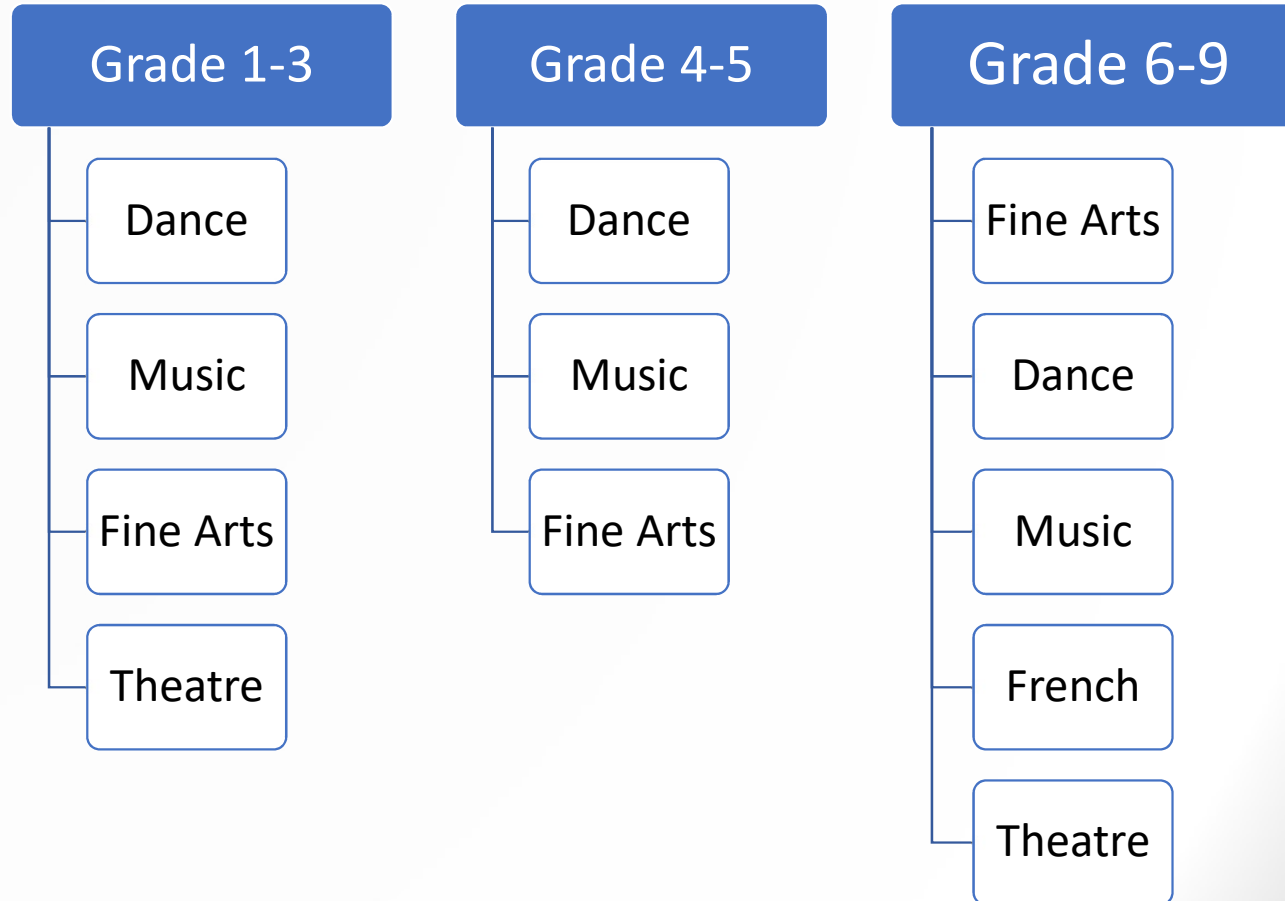 Grade 1-3
Dance
Music
Fine Arts
Theatre
Grade 4-5
Dance
Music
Fine Arts
Grade 6-9
Fine Arts
Dance
Music
French
Theatre